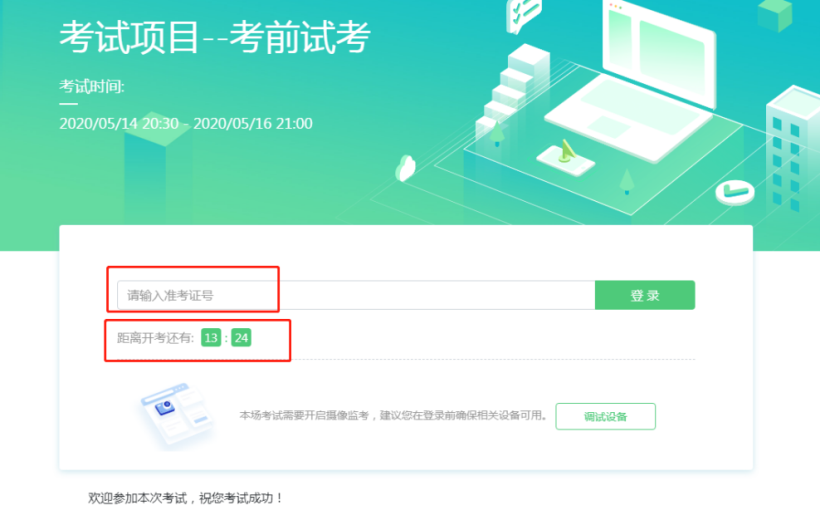 考试项目--考前试考
考试时间:
2020/05/14 20:30 - 2020/05/16 21:00
请输入准考证号
登 录
距离开考还有: 13 : 24
本场考试需要开启摄像监考，建议您在登录前确保相关设备可用。
调试设备
欢迎参加本次考试，祝您考试成功！